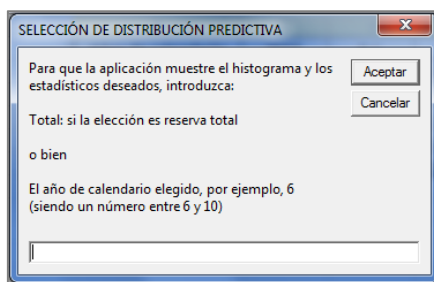 SELECCIÓN DE DISTRIBUCIÓN PREDICTIVA
Para que la aplicación muestre el histograma y los
estadísticos deseados, introduzca:
Aceptar
Cancelar
Total: si la elección es reserva total
o bien
El año de calendario elegido, por ejemplo, 6
(siendo un número entre 6 y 10)